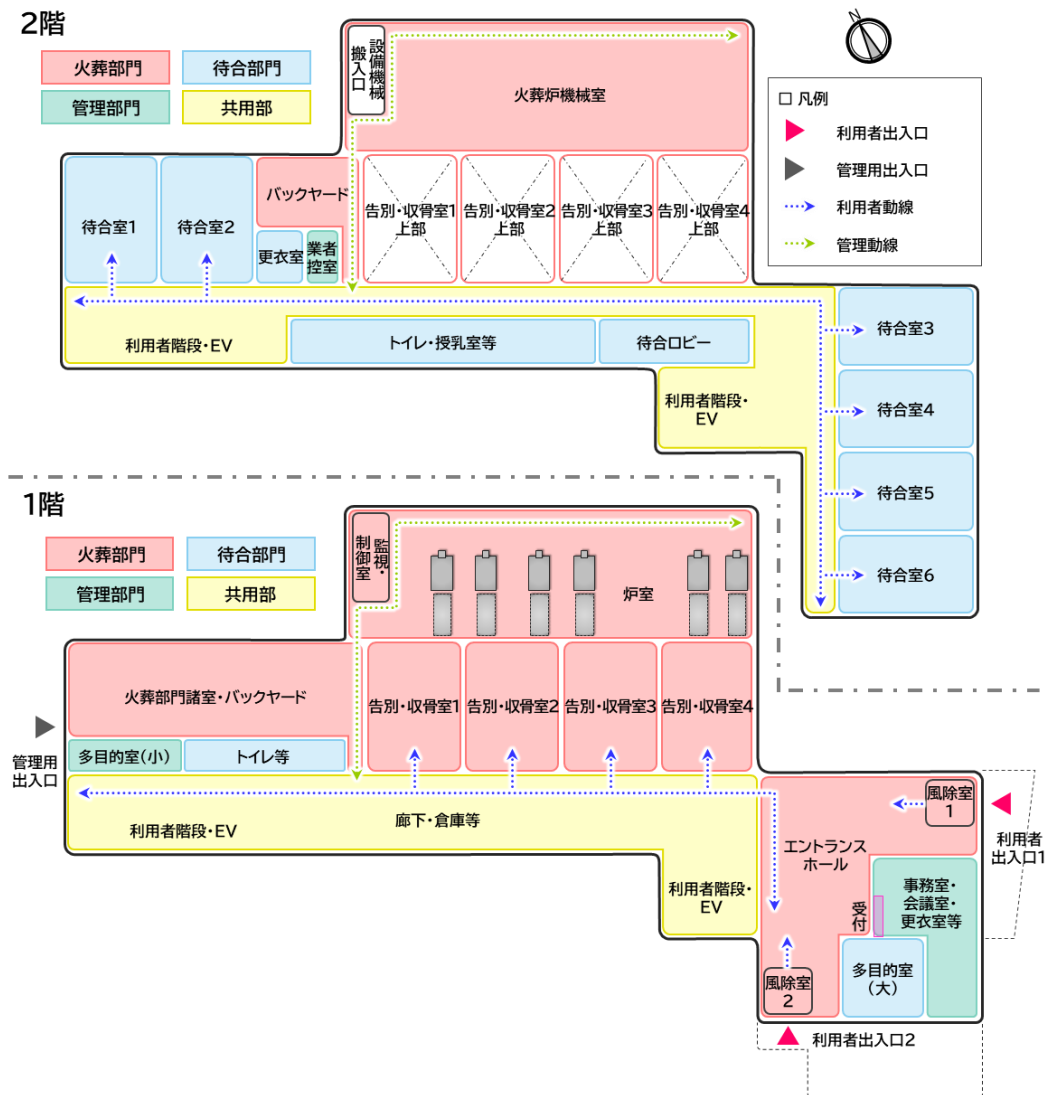 2階
火葬部門
待合部門
管理部門
共用部
設備機械
搬入口
火葬炉機械室
N
□ 凡例
利用者出入口
管理用出入口
利用者動線
管理動線
待合室1
待合室2
バックヤード
更衣室
業者
控室
告別・収骨室1
上部
告別・収骨室2
上部
告別・収骨室3
上部
告別・収骨室4
上部
利用者階段・EV
トイレ・授乳室等
待合ロビー
利用者階段・
EV
待合室3
待合室4
待合室5
待合室6
1階
火葬部門
待合部門
管理部門
共用部
監視・
制御室
炉室
火葬部門諸室・バックヤード
告別・収骨室1
告別・収骨室2
告別・収骨室3
告別・収骨室4
管理用
出入口
多目的室(小)
トイレ等
利用者階段・EV
廊下・倉庫等
利用者階段・
EV
エントランス
ホール
風除室
1
利用者
出入口1
受付
事務室・
会議室・
更衣室等
多目的室
(大)
風除室
2
利用者出入口2